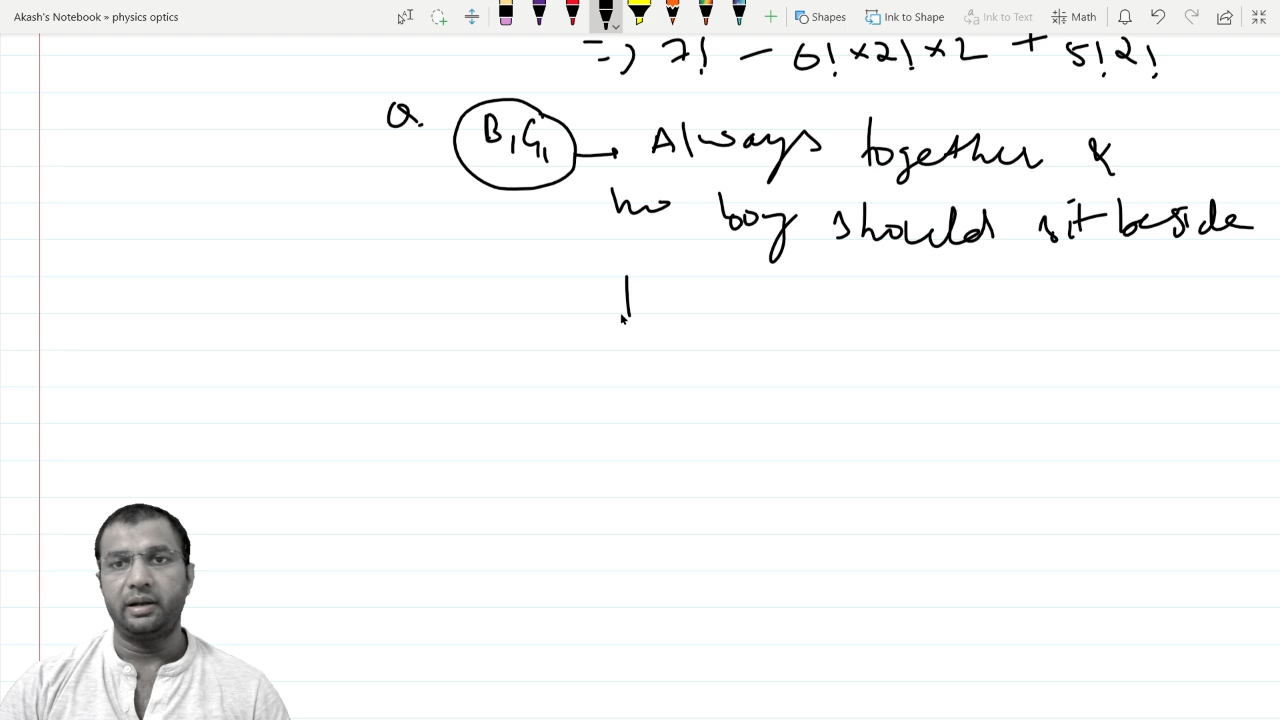 Akash's Notebook » physics optics
Shapes Ink to Shape Ink to Text Math
=> 7! - 6! × 2! × 2 + 5! 2!
Q. B₁G₁ → Always together &
no boy should sit beside